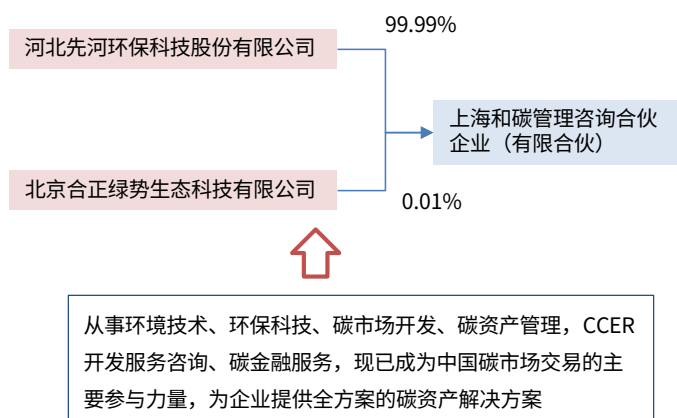 99.99%
河北先河环保科技股份有限公司
上海和碳管理咨询合伙
企业（有限合伙）
北京合正绿势生态科技有限公司
0.01%
从事环境技术、环保科技、碳市场开发、碳资产管理，CCER
开发服务咨询、碳金融服务，现已成为中国碳市场交易的主
要参与力量，为企业提供全方案的碳资产解决方案